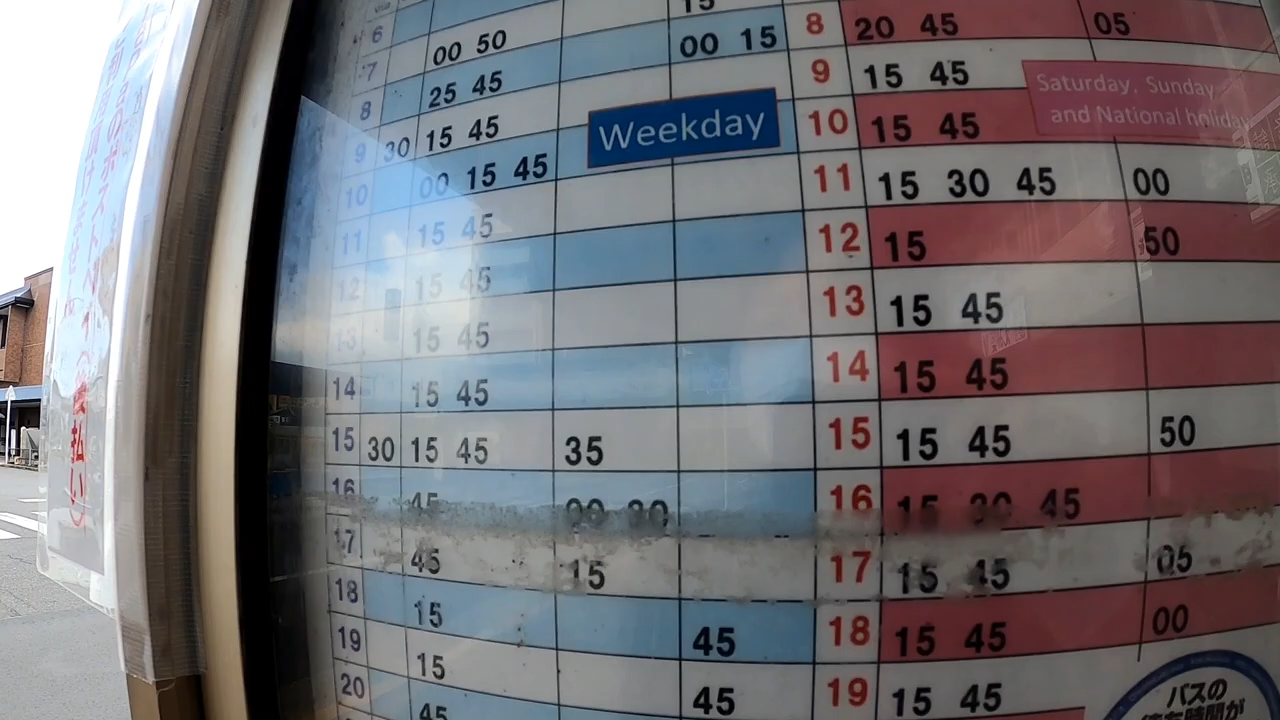 6
7 00 50 15
8 25 45 00 15
9 30 15 45
10 00 15 45
11 15 45
12 15 45
13 15 45
14 15 45
15 30 15 45 35
16 45 00 30
17 45 15
18 15 45
19 15 45
20 45
Weekday
8 20 45 05
9 15 45
10 15 45
11 15 30 45 00
12 15 50
13 15 45
14 15 45
15 15 45 50
16 15 30 45
17 15 45 05
18 15 45 00
19 15 45
Saturday, Sunday
and National holiday
バスの
払い